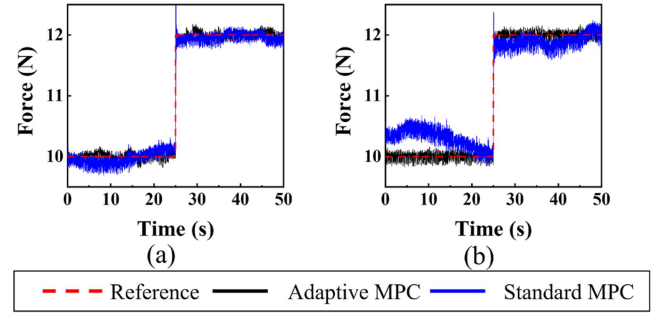 Force (N)
12
11
10
0 10 20 30 40 50
Time (s)
(a)
Force (N)
12
11
10
0 10 20 30 40 50
Time (s)
(b)
Reference Adaptive MPC Standard MPC